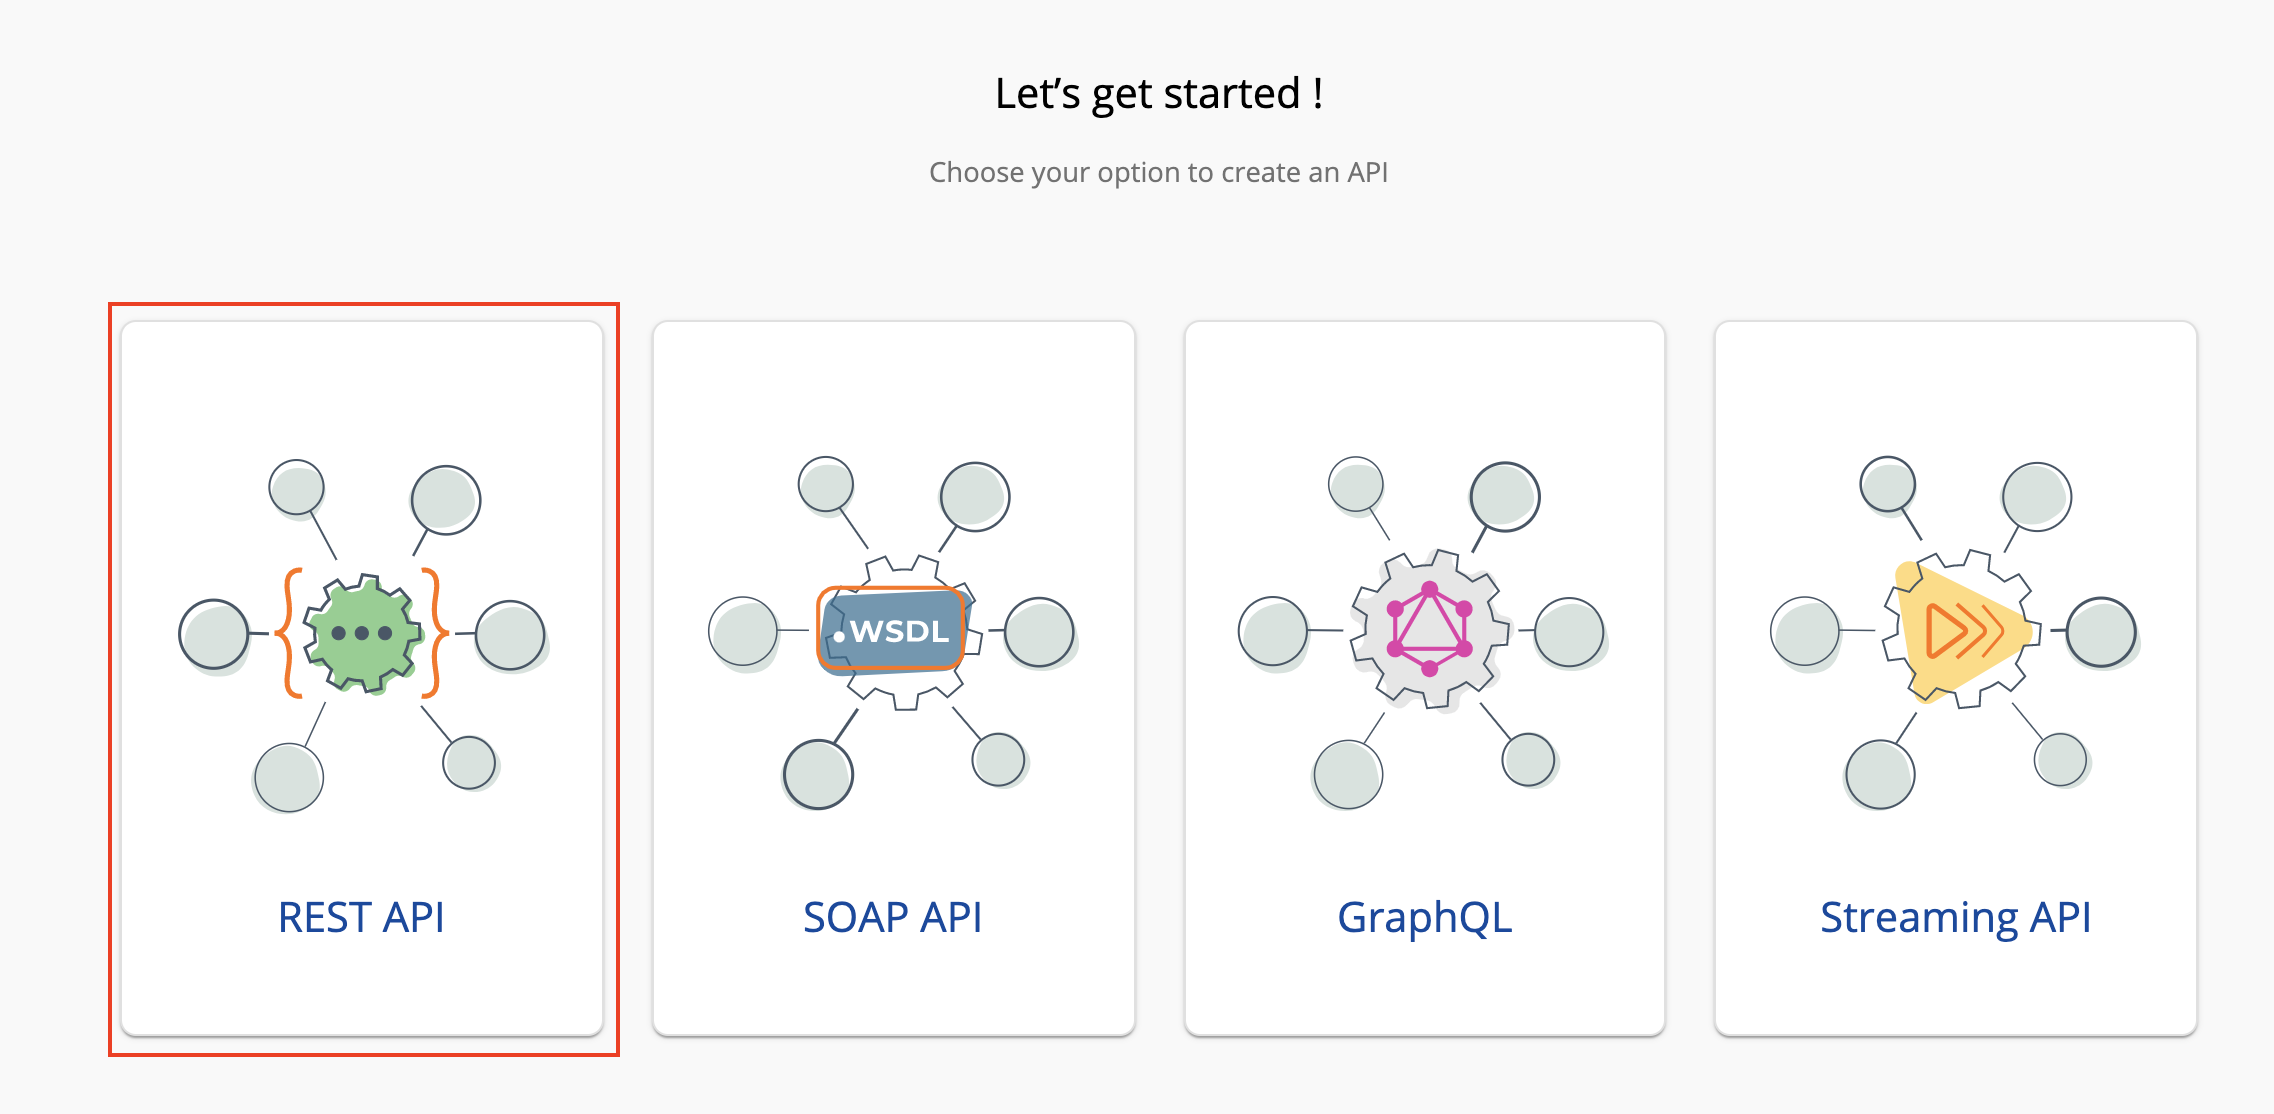 Let’s get started !
Choose your option to create an API
.WSDL
REST API
SOAP API
GraphQL
Streaming API